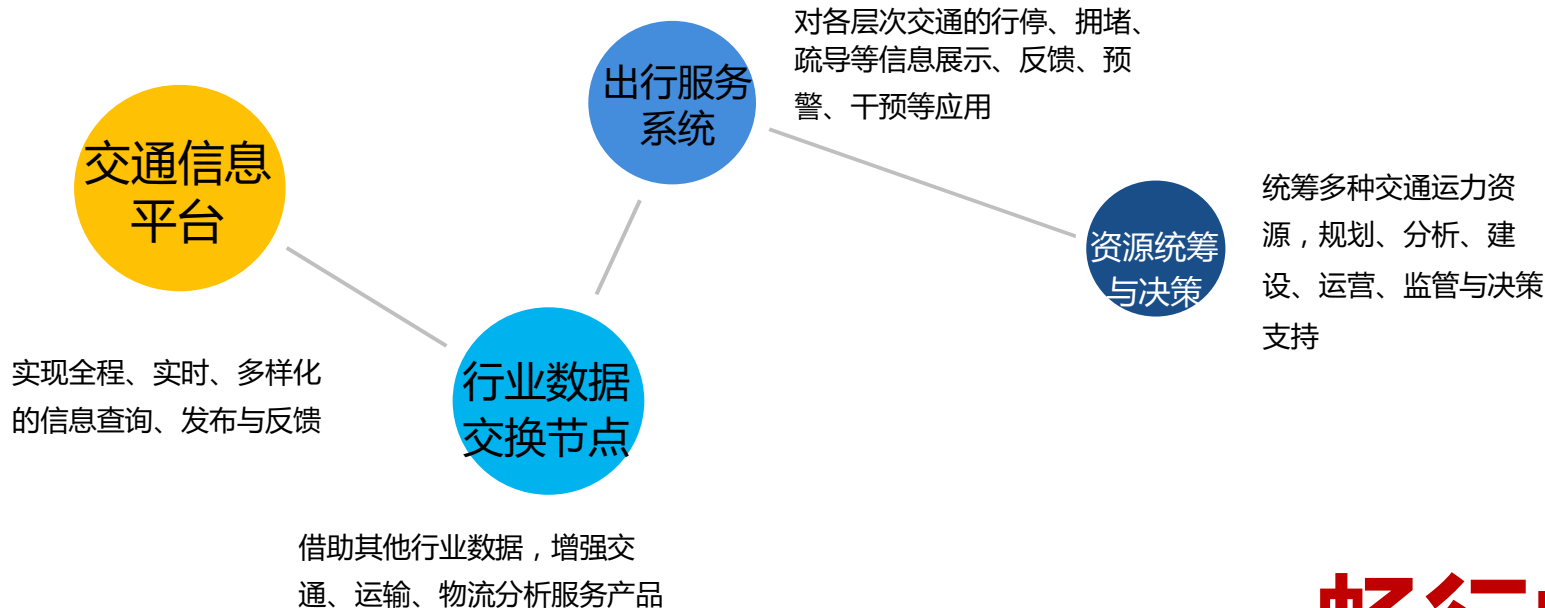 对各层次交通的行停、拥堵、
疏导等信息展示、反馈、预
警、干预等应用
出行服务
系统
交通信息
平台
统筹多种交通运力资
源，规划、分析、建
设、运营、监管与决策
支持
资源统筹
与决策
实现全程、实时、多样化
的信息查询、发布与反馈
行业数据
交换节点
借助其他行业数据，增强交
通、运输、物流分析服务产品